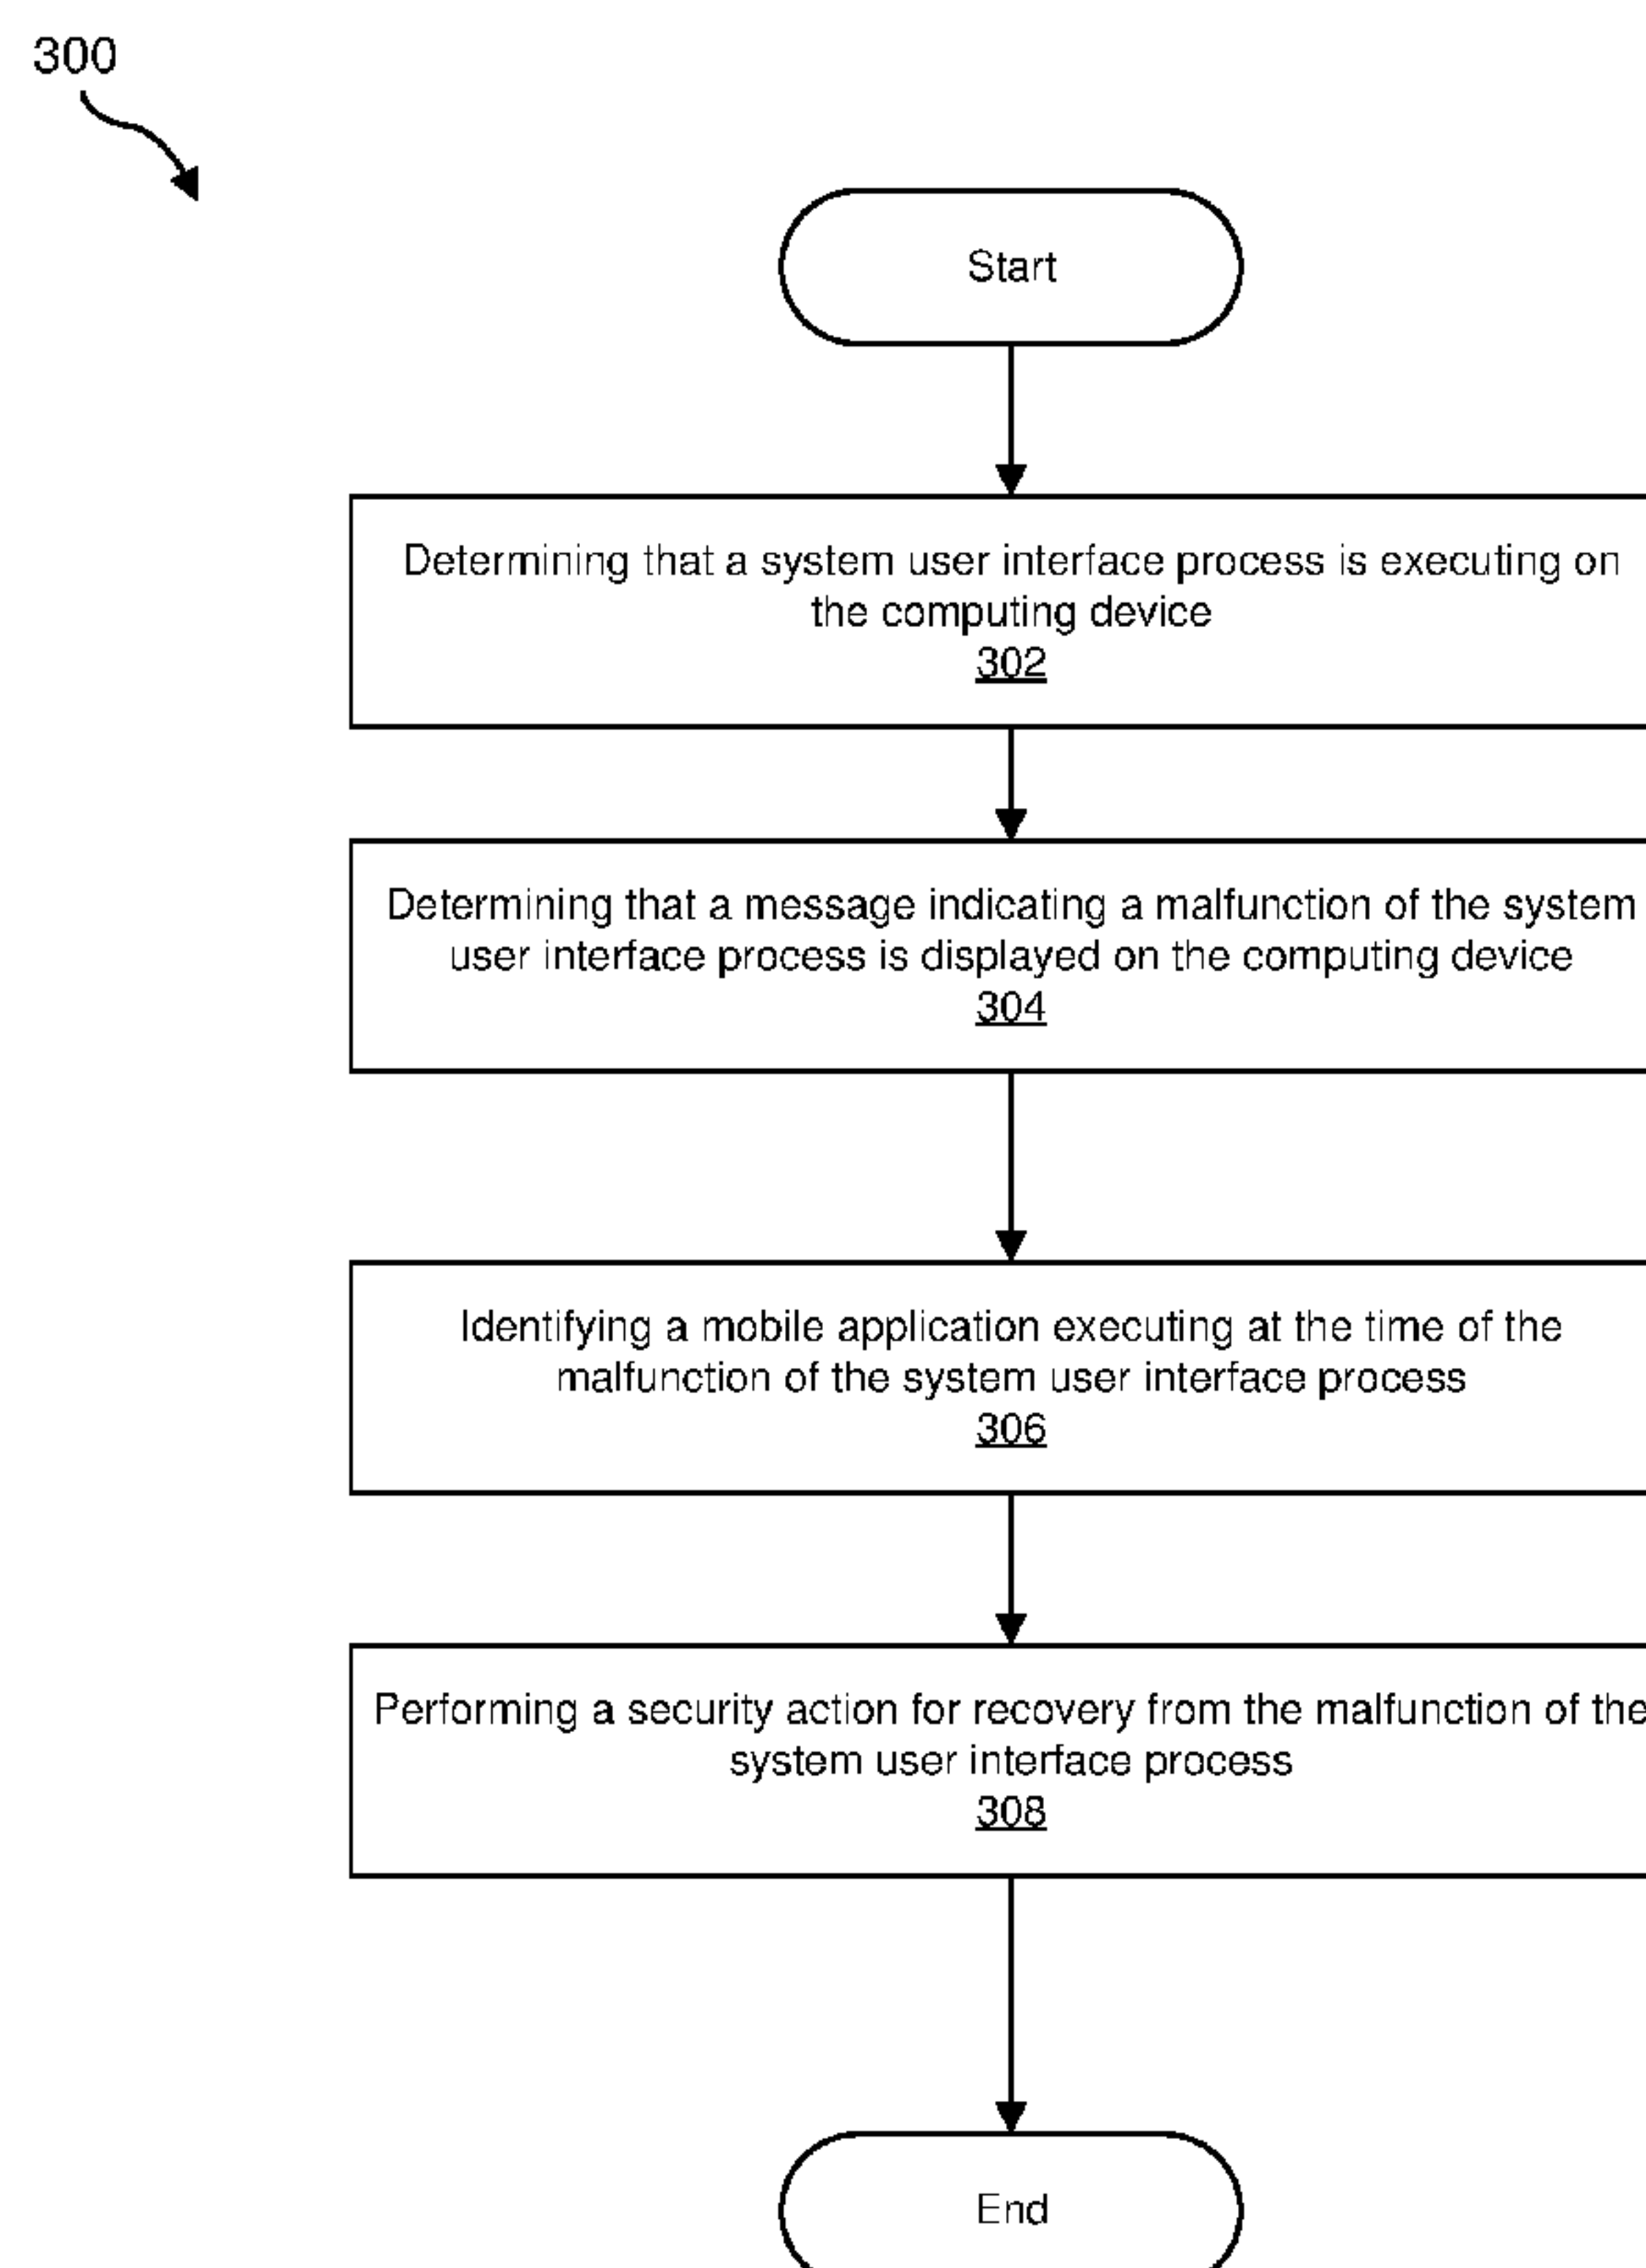 300
Start
Determining that a system user interface process is executing on
the computing device
302
Determining that a message indicating a malfunction of the system
user interface process is displayed on the computing device
304
Identifying a mobile application executing at the time of the
malfunction of the system user interface process
306
Performing a security action for recovery from the malfunction of the
system user interface process
308
End